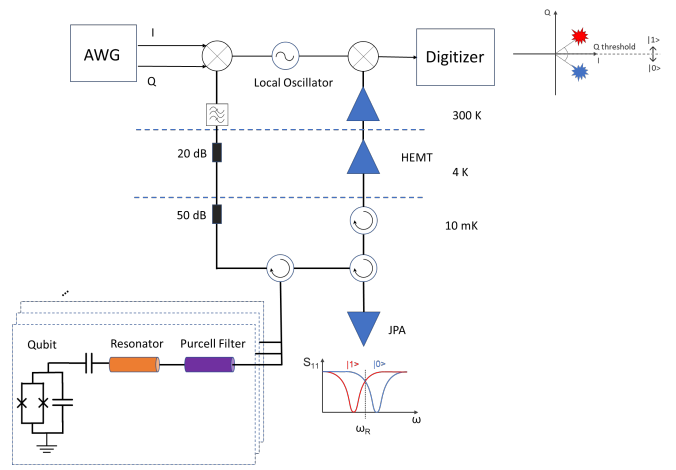 AWG
I
Q
Local Oscillator
Digitizer
Q
Q threshold
I
|1>
|0>
300 K
20 dB
HEMT
4 K
50 dB
10 mK
JPA
Qubit
Resonator
Purcell Filter
S11
|1>
|0>
ω
ωR